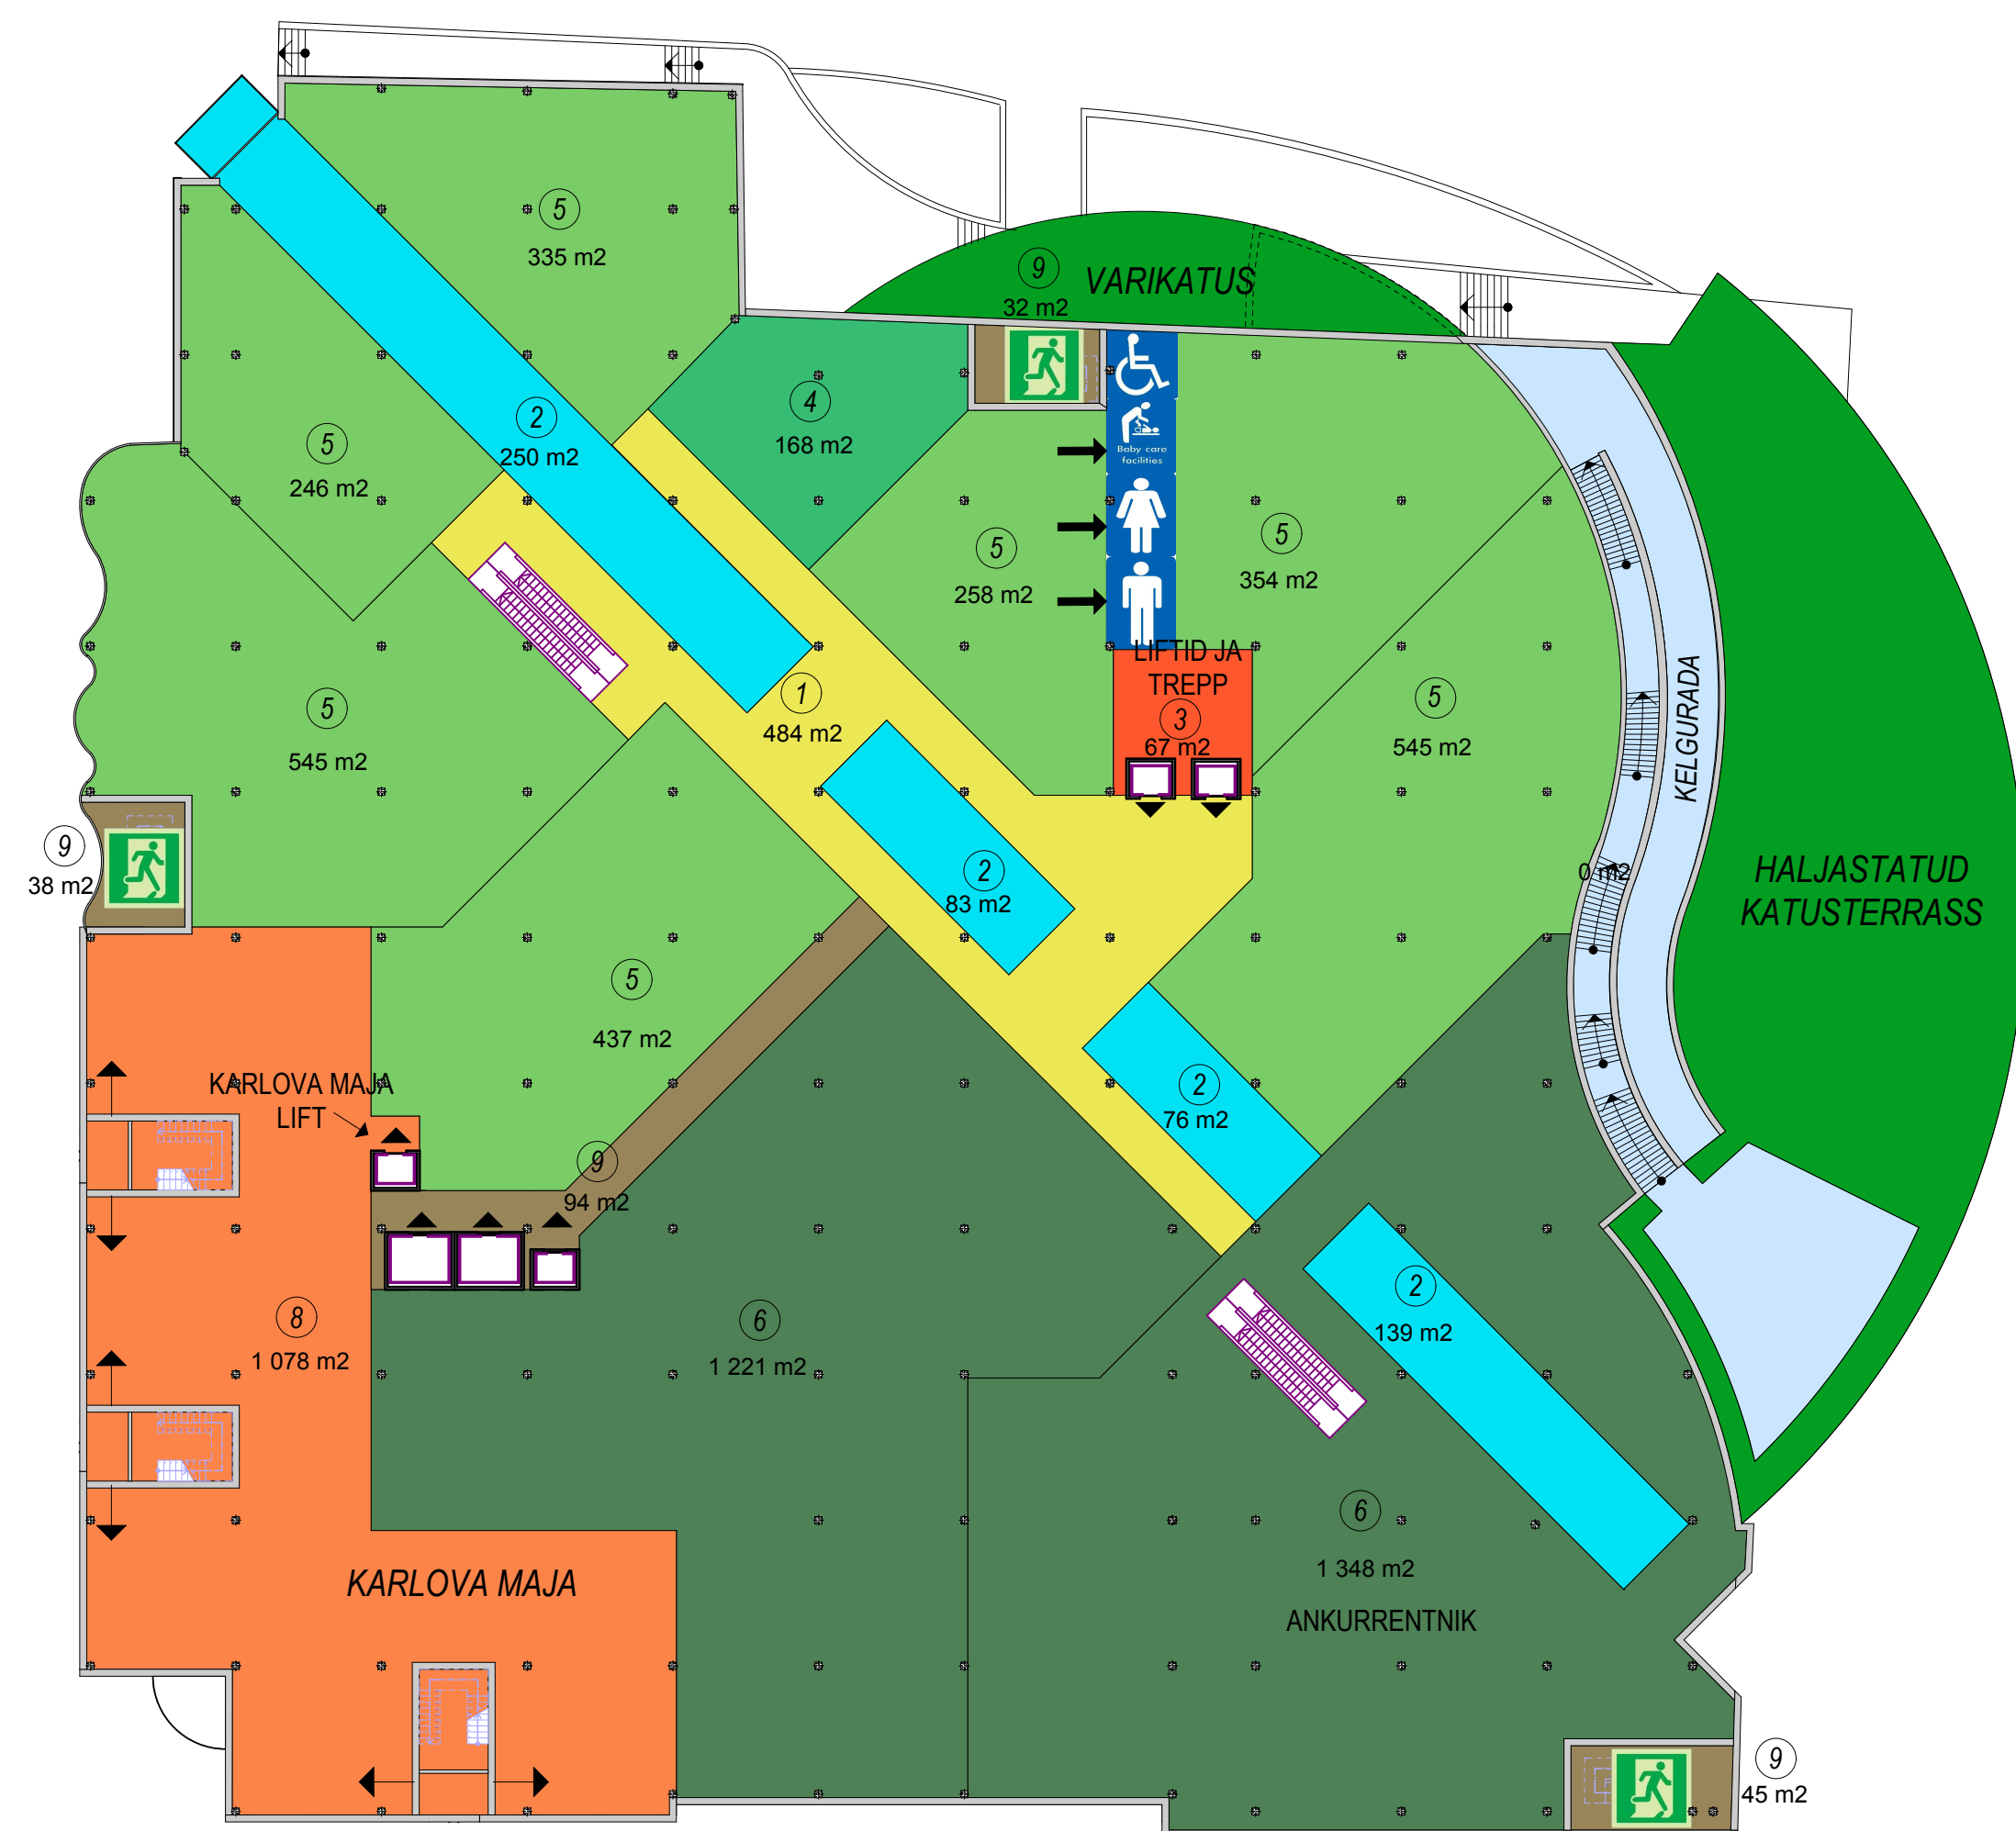 5
335 m2
9
32 m2
VARIKATUS
4
168 m2
2
250 m2
5
246 m2
Baby care
facilities
5
258 m2
5
354 m2
LIFTID JA
TREPP
3
67 m2
5
545 m2
1
484 m2
5
545 m2
KELGURADA
9
38 m2
2
83 m2
0 m2
HALJASTATUD
KATUSTERRASS
5
437 m2
KARLOVA MAJA
LIFT
2
76 m2
9
94 m2
8
1 078 m2
6
1 221 m2
2
139 m2
6
1 348 m2
KARLOVA MAJA
ANKURRENTNIK
9
45 m2